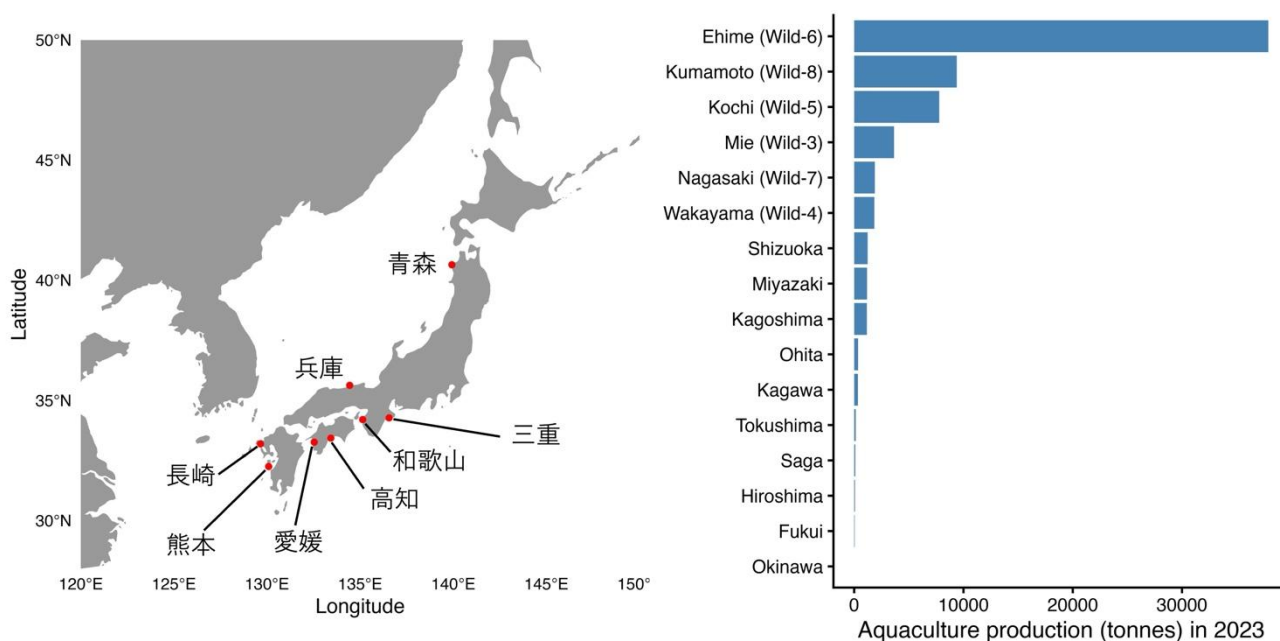 50°N
45°N
40°N
35°N
30°N
Latitude
120°E
125°E
130°E
135°E
140°E
145°E
150°
Longitude
青森
兵庫
三重
和歌山
長崎
高知
熊本
愛媛
Ehime (Wild-6)
Kumamoto (Wild-8)
Kochi (Wild-5)
Mie (Wild-3)
Nagasaki (Wild-7)
Wakayama (Wild-4)
Shizuoka
Miyazaki
Kagoshima
Ohita
Kagawa
Tokushima
Saga
Hiroshima
Fukui
Okinawa
0
10000
20000
30000
Aquaculture production (tonnes) in 2023